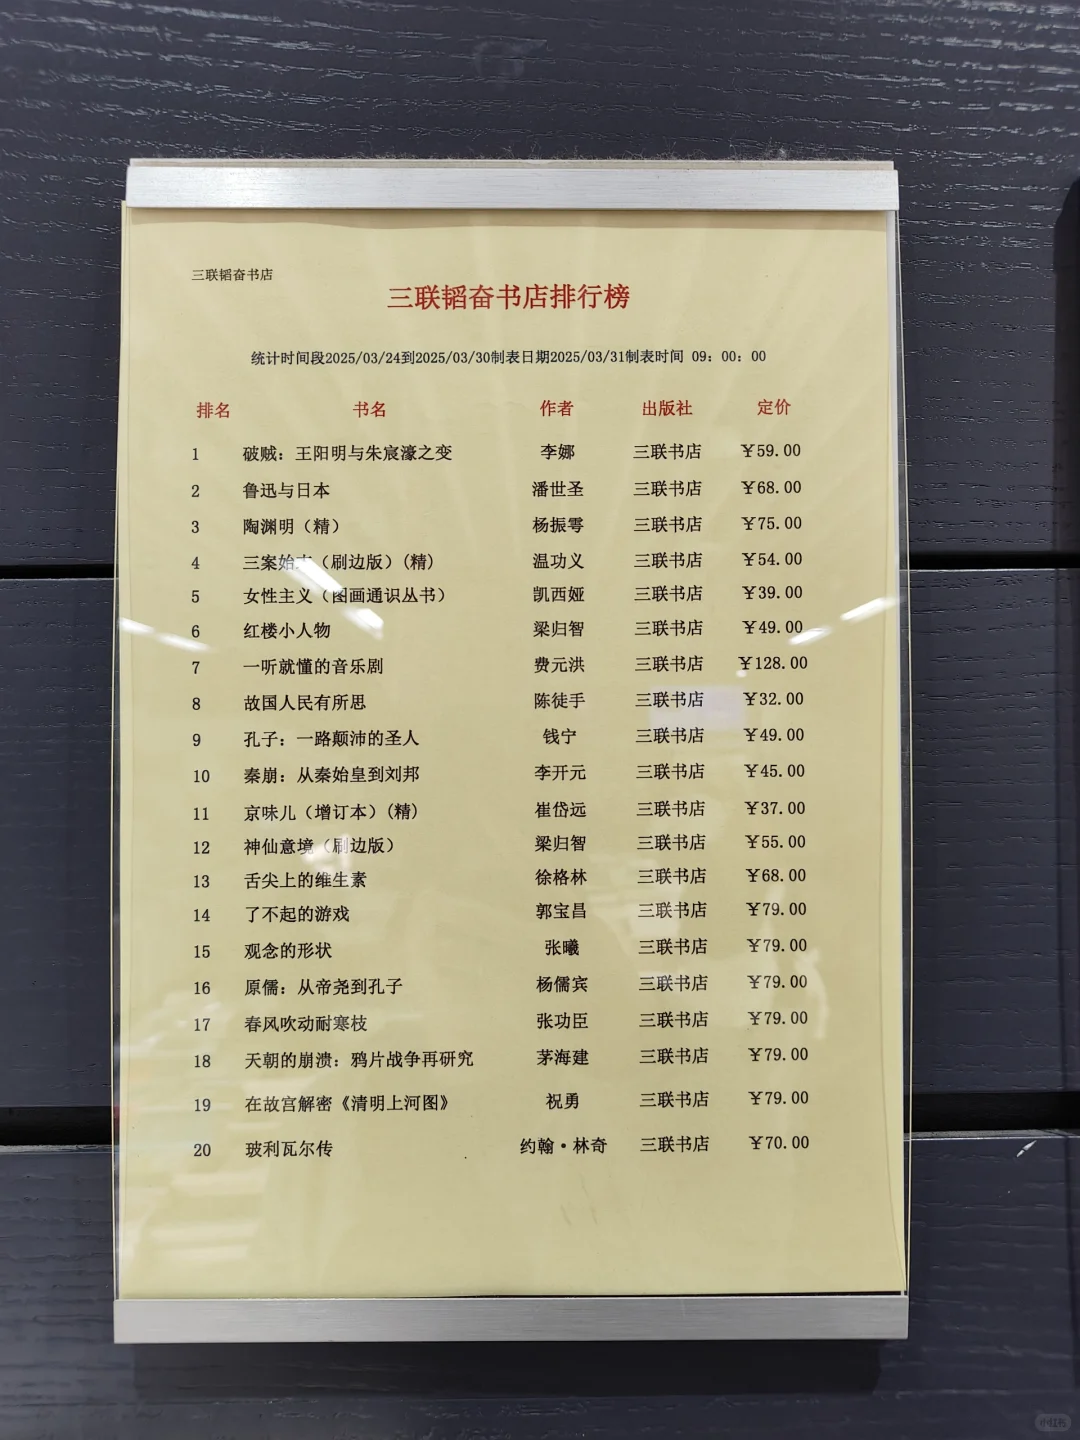 三联韬奋书店
三联韬奋书店排行榜
统计时间段2025/03/24到2025/03/30制表日期2025/03/31制表时间 09：00：00
排名 书名 作者 出版社 定价
1 破贼：王阳明与朱宸濠之变 李娜 三联书店 ￥59.00
2 鲁迅与日本 潘世圣 三联书店 ￥68.00
3 陶渊明（精） 杨振雩 三联书店 ￥75.00
4 三案始末（刷边版）(精) 温功义 三联书店 ￥54.00
5 女性主义（图画通识丛书） 凯西娅 三联书店 ￥39.00
6 红楼小人物 梁归智 三联书店 ￥49.00
7 一听就懂的音乐剧 费元洪 三联书店 ￥128.00
8 故国人民有所思 陈徒手 三联书店 ￥32.00
9 孔子：一路颠沛的圣人 钱宁 三联书店 ￥49.00
10 秦崩：从秦始皇到刘邦 李开元 三联书店 ￥45.00
11 京味儿（增订本）(精) 崔岱远 三联书店 ￥37.00
12 神仙意境（刷边版） 梁归智 三联书店 ￥55.00
13 舌尖上的维生素 徐格林 三联书店 ￥68.00
14 了不起的游戏 郭宝昌 三联书店 ￥79.00
15 观念的形状 张曦 三联书店 ￥79.00
16 原儒：从帝尧到孔子 杨儒宾 三联书店 ￥79.00
17 春风吹动耐寒枝 张功臣 三联书店 ￥79.00
18 天朝的崩溃：鸦片战争再研究 茅海建 三联书店 ￥79.00
19 在故宫解密《清明上河图》 祝勇 三联书店 ￥79.00
20 玻利瓦尔传 约翰·林奇 三联书店 ￥70.00
小红书